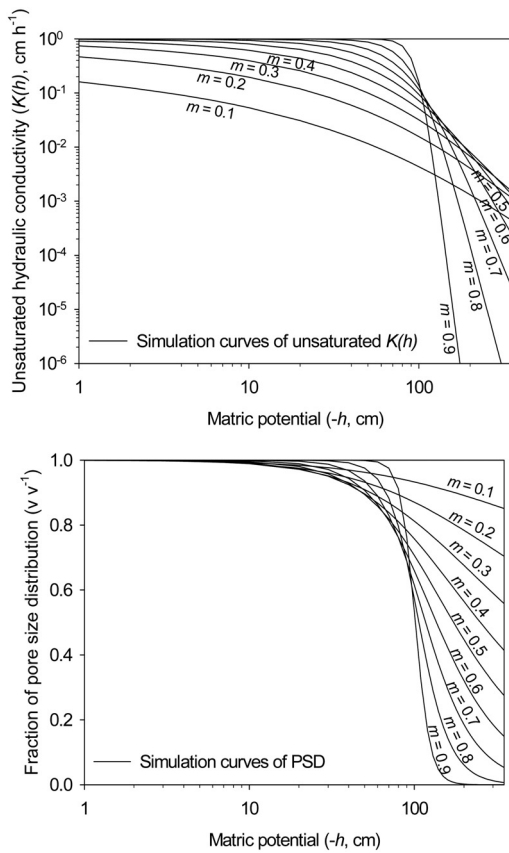 Unsaturated hydraulic conductivity (K(h), cm h⁻¹)
10⁰
10⁻¹
10⁻²
10⁻³
10⁻⁴
10⁻⁵
10⁻⁶
m = 0.4
m = 0.3
m = 0.2
m = 0.1
m = 0.5
m = 0.6
m = 0.7
m = 0.8
m = 0.9
Simulation curves of unsaturated K(h)
1 10 100
Matric potential (-h, cm)
Fraction of pore size distribution (v v⁻¹)
1.0
0.8
0.6
0.4
0.2
0.0
m = 0.1
m = 0.2
m = 0.3
m = 0.4
m = 0.5
m = 0.6
m = 0.7
m = 0.8
m = 0.9
Simulation curves of PSD
1 10 100
Matric potential (-h, cm)